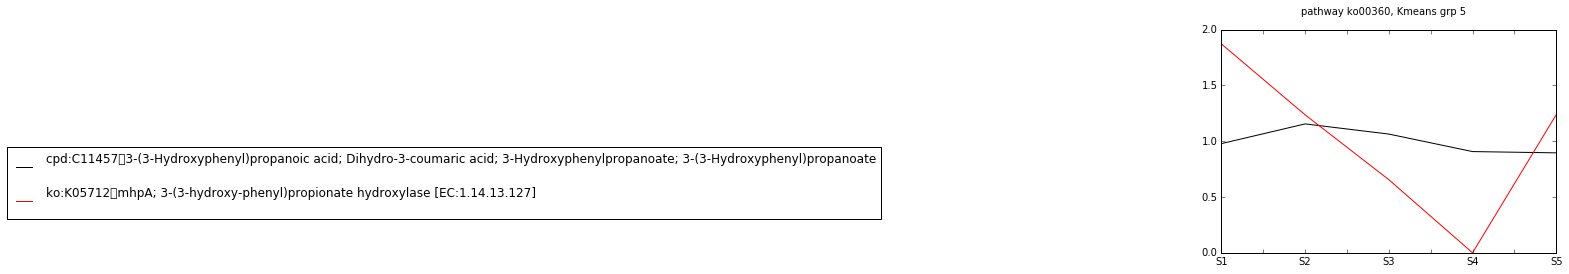 pathway ko00360, Kmeans grp 5
2.0
1.5
1.0
0.5
0.0
S1 S2 S3 S4 S5
cpd:C11457▯3-(3-Hydroxyphenyl)propanoic acid; Dihydro-3-coumaric acid; 3-Hydroxyphenylpropanoate; 3-(3-Hydroxyphenyl)propanoate
ko:K05712▯mhpA; 3-(3-hydroxy-phenyl)propionate hydroxylase [EC:1.14.13.127]